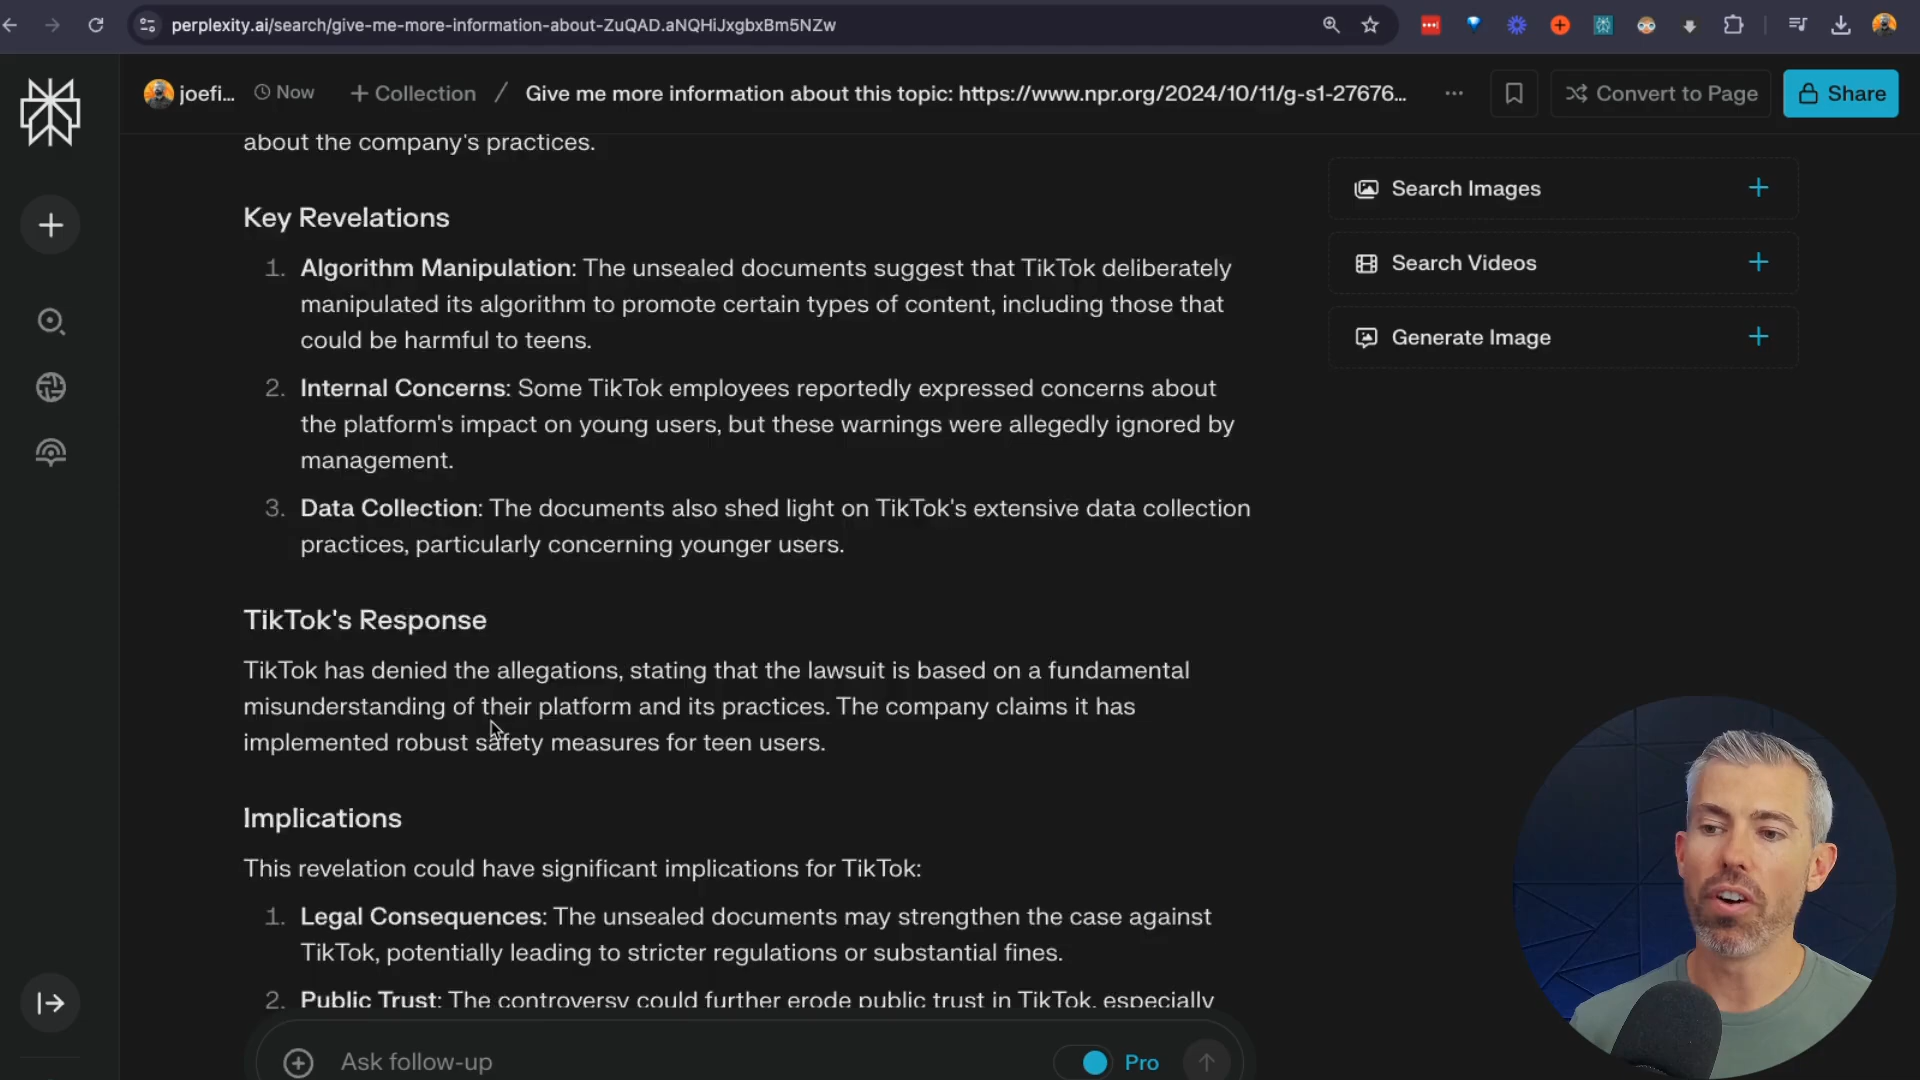 perplexity.ai/search/give-me-more-information-about-ZuQAD.aNQHiJxgbxBm5NZw
joefi... Now + Collection / Give me more information about this topic: https://www.npr.org/2024/10/11/g-s1-27676... ... Convert to Page Share
about the company's practices.
Search Images
Search Videos
Generate Image
Key Revelations
1. Algorithm Manipulation: The unsealed documents suggest that TikTok deliberately
manipulated its algorithm to promote certain types of content, including those that
could be harmful to teens.
2. Internal Concerns: Some TikTok employees reportedly expressed concerns about
the platform's impact on young users, but these warnings were allegedly ignored by
management.
3. Data Collection: The documents also shed light on TikTok's extensive data collection
practices, particularly concerning younger users.
TikTok's Response
TikTok has denied the allegations, stating that the lawsuit is based on a fundamental
misunderstanding of their platform and its practices. The company claims it has
implemented robust safety measures for teen users.
Implications
This revelation could have significant implications for TikTok:
1. Legal Consequences: The unsealed documents may strengthen the case against
TikTok, potentially leading to stricter regulations or substantial fines.
2. Public Trust: The controversy could further erode public trust in TikTok, especially
Ask follow-up Pro